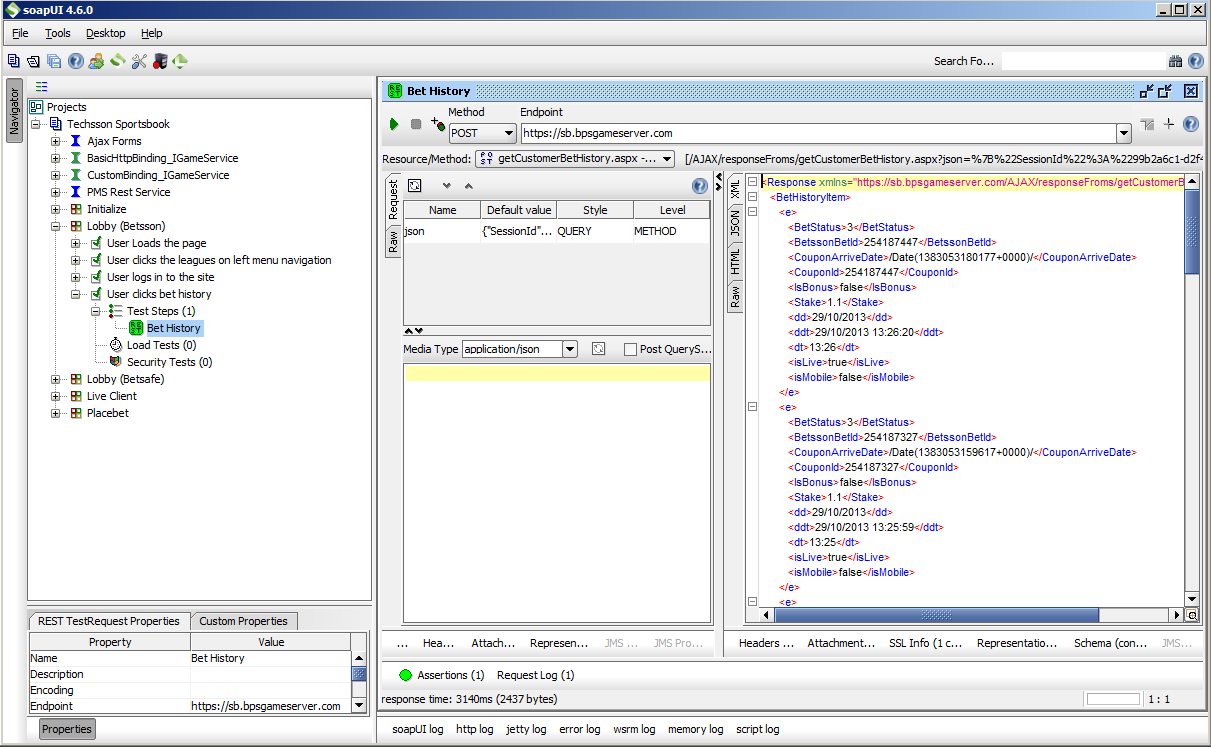 soapUI 4.6.0
File Tools Desktop Help
Search Fo...
Navigator
Projects
Techsson Sportsbook
Ajax Forms
BasicHttpBinding_IGameService
CustomBinding_IGameService
PMS Rest Service
Initialize
Lobby (Betsson)
User Loads the page
User clicks the leagues on left menu navigation
User logs in to the site
User clicks bet history
Test Steps (1)
REST
Bet History
Load Tests (0)
Security Tests (0)
Lobby (Betsafe)
Live Client
Placebet
REST TestRequest Properties Custom Properties
Property Value
Name Bet History
Description
Encoding
Endpoint https://sb.bpsgameserver.com
Properties
REST Bet History
Method Endpoint
POST https://sb.bpsgameserver.com
Resource/Method: POST getCustomerBetHistory.aspx -... [/AJAX/responseFroms/getCustomerBetHistory.aspx?json=%7B%22SessionId%22%3A%2299b2a6c1-d2f4
Request
Raw
Name Default value Style Level
json {"SessionId"... QUERY METHOD
Media Type application/json Post QueryS...
... Hea... Attach... Represen... JMS ... JMS Pro...
XML
JSON
HTML
Raw
<Response xmlns="https://sb.bpsgameserver.com/AJAX/responseFroms/getCustomerB
<BetHistoryItem>
<e>
<BetStatus>3</BetStatus>
<BetssonBetId>254187447</BetssonBetId>
<CouponArriveDate>/Date(1383053180177+0000)/</CouponArriveDate>
<CouponId>254187447</CouponId>
<IsBonus>false</IsBonus>
<Stake>1.1</Stake>
<dd>29/10/2013</dd>
<ddt>29/10/2013 13:26:20</ddt>
<dt>13:26</dt>
<isLive>true</isLive>
<isMobile>false</isMobile>
</e>
<e>
<BetStatus>3</BetStatus>
<BetssonBetId>254187327</BetssonBetId>
<CouponArriveDate>/Date(1383053159617+0000)/</CouponArriveDate>
<CouponId>254187327</CouponId>
<IsBonus>false</IsBonus>
<Stake>1.1</Stake>
<dd>29/10/2013</dd>
<ddt>29/10/2013 13:25:59</ddt>
<dt>13:25</dt>
<isLive>true</isLive>
<isMobile>false</isMobile>
</e>
<e>
Headers ... Attachment... SSL Info (1 c... Representatio... Schema (con... JMS...
Assertions (1) Request Log (1)
response time: 3140ms (2437 bytes) 1 : 1
soapUI log http log jetty log error log wsrm log memory log script log